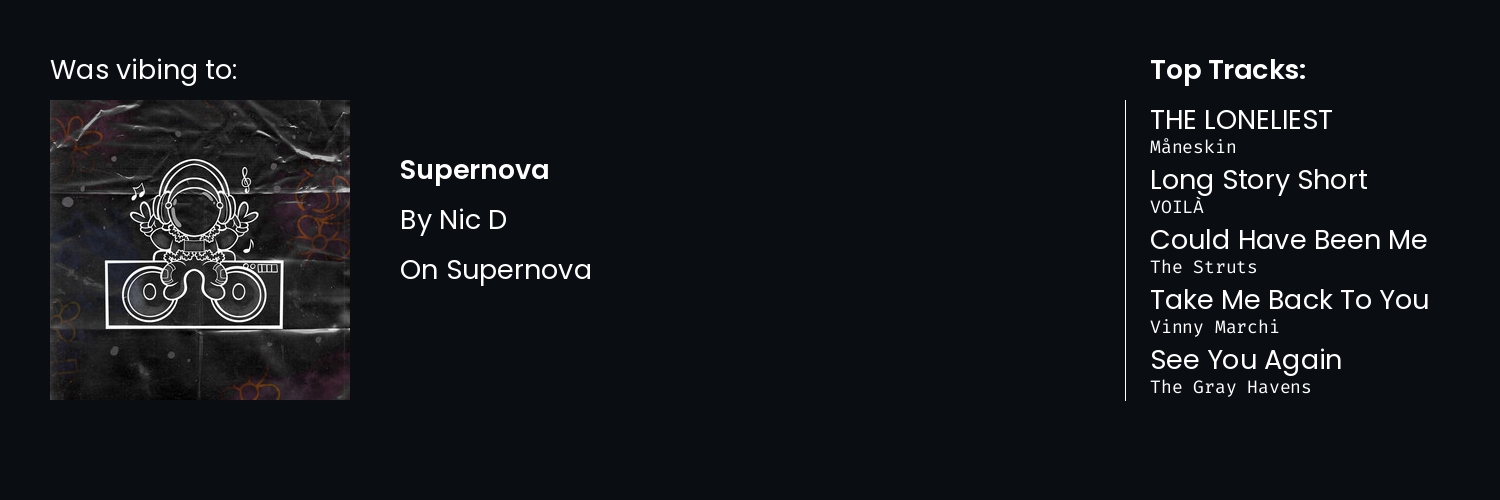 Was vibing to:
Supernova
By Nic D
On Supernova
Top Tracks:
THE LONELIEST
Måneskin
Long Story Short
VOILÀ
Could Have Been Me
The Struts
Take Me Back To You
Vinny Marchi
See You Again
The Gray Havens